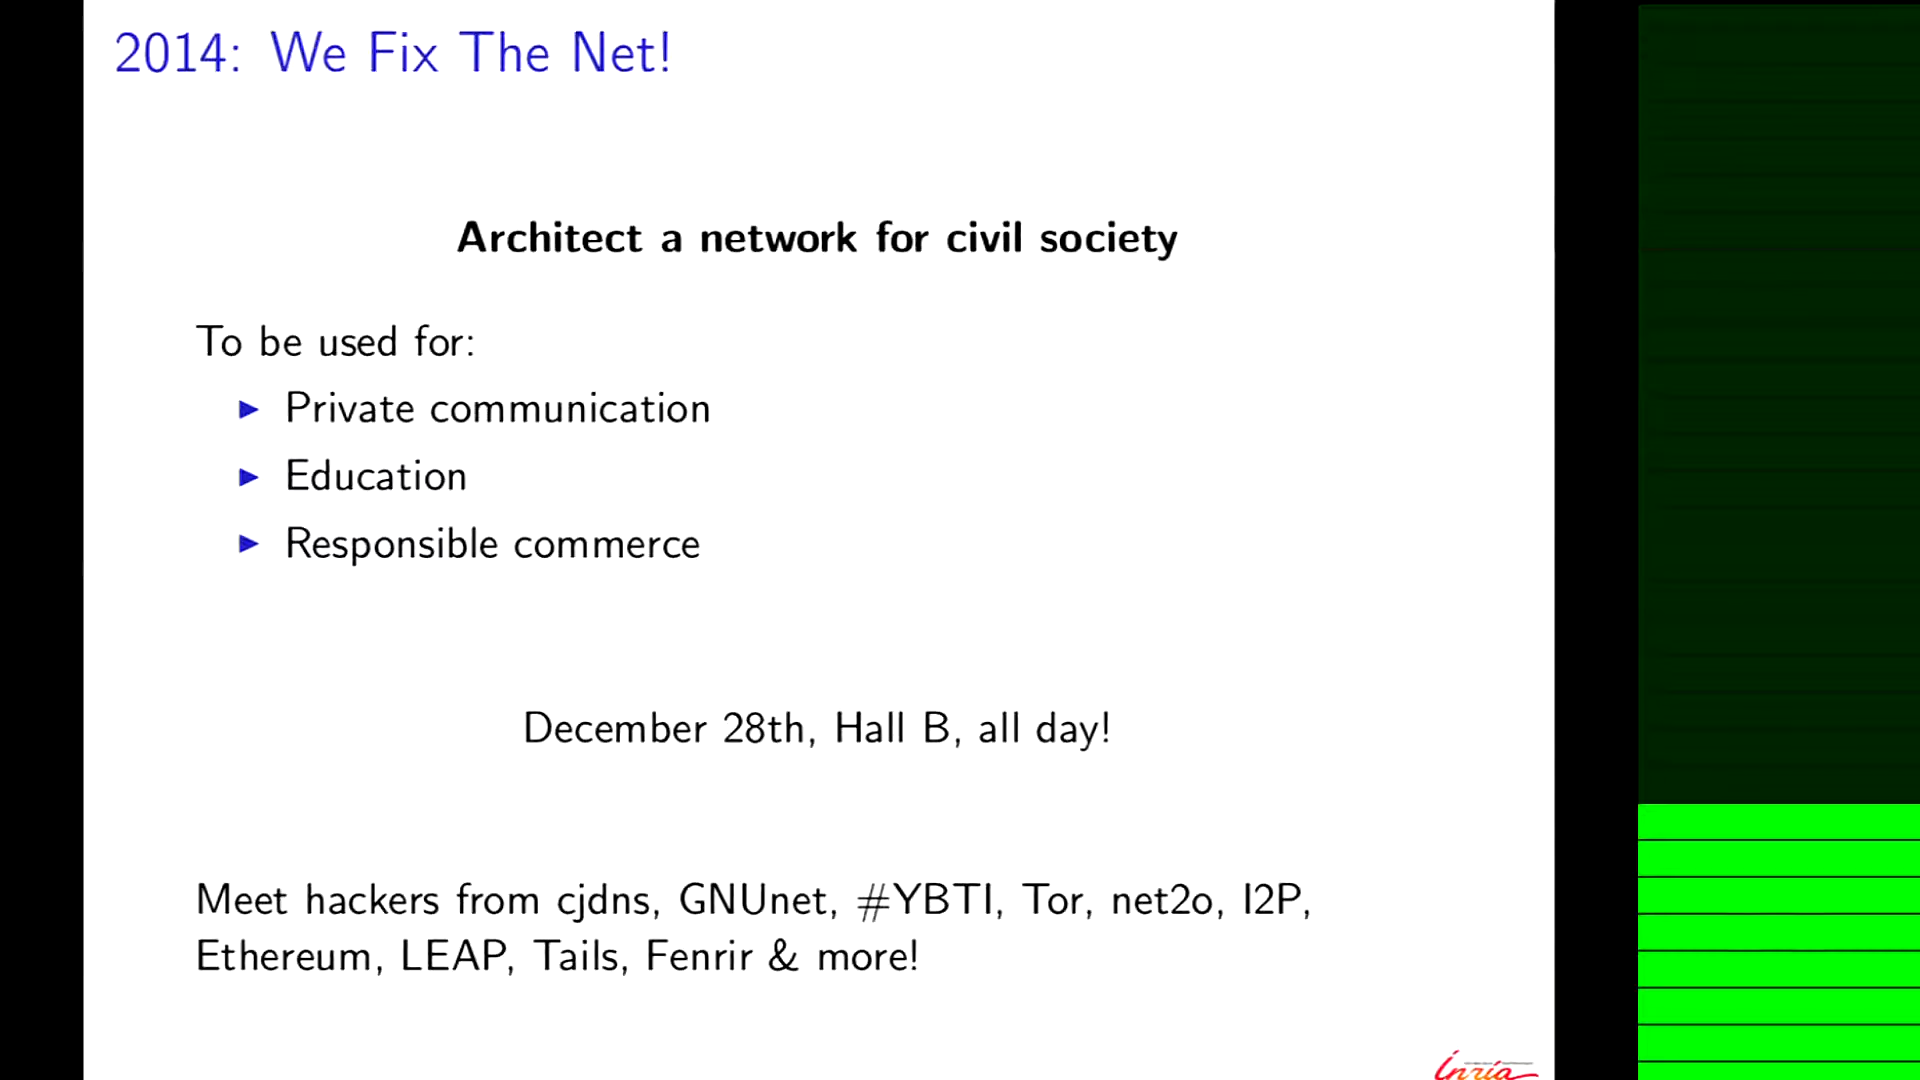 2014: We Fix The Net!
Architect a network for civil society
To be used for:
Private communication
Education
Responsible commerce
December 28th, Hall B, all day!
Meet hackers from cjdns, GNUnet, #YBTI, Tor, net2o, I2P,
Ethereum, LEAP, Tails, Fenrir & more!
Inria